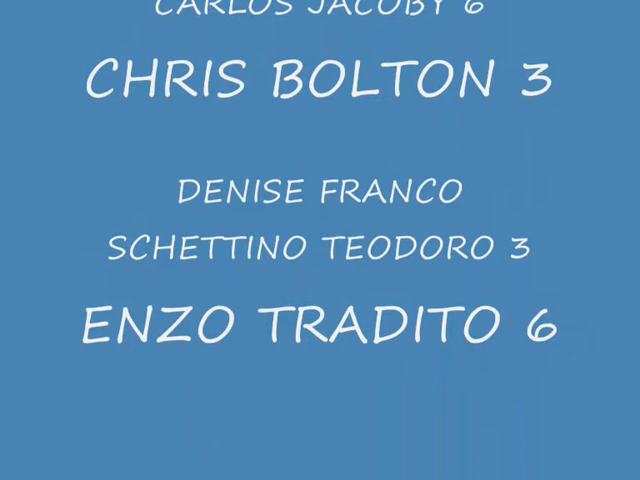 CARLOS JACOBY 6
CHRIS BOLTON 3
DENISE FRANCO
SCHETTINO TEODORO 3
ENZO TRADITO 6